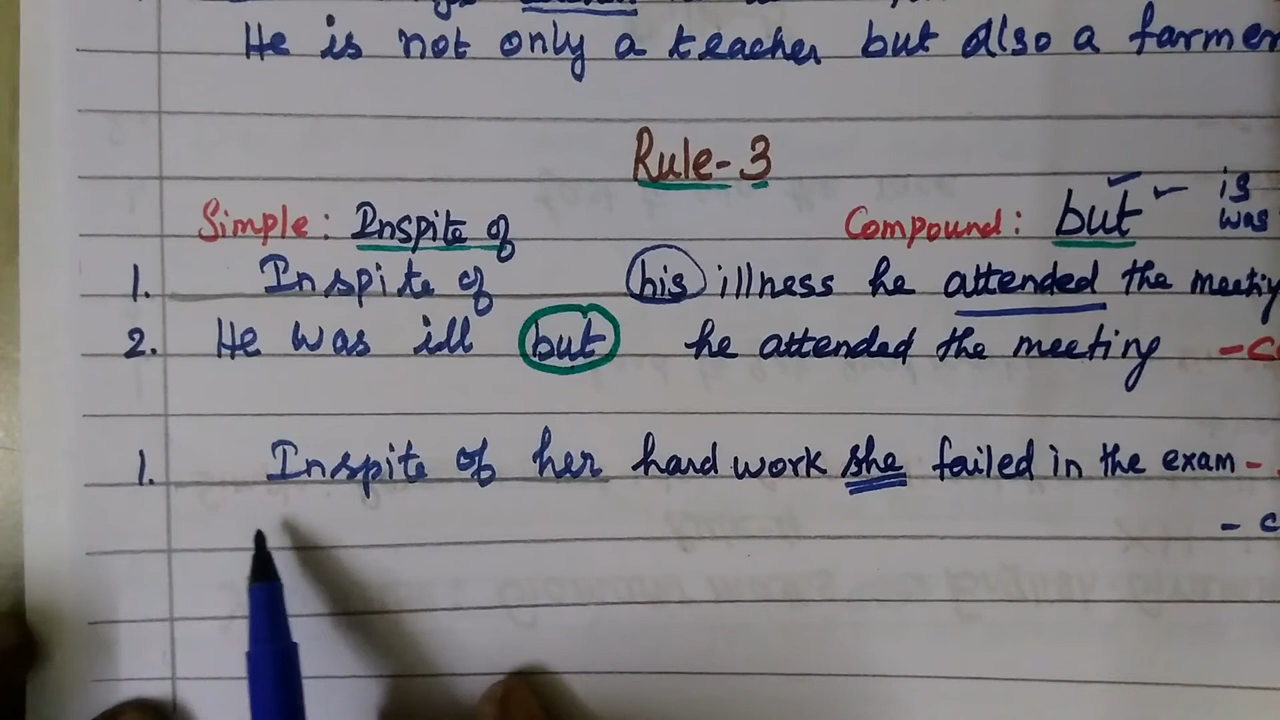 He is not only a teacher but also a farmer
Rule-3
Simple: Inspite of Compound: but is
was
1. Inspite of his illness he attended the
2. He was ill but he attended the meeting -
1. Inspite of her hard work she failed in the exam -
- c